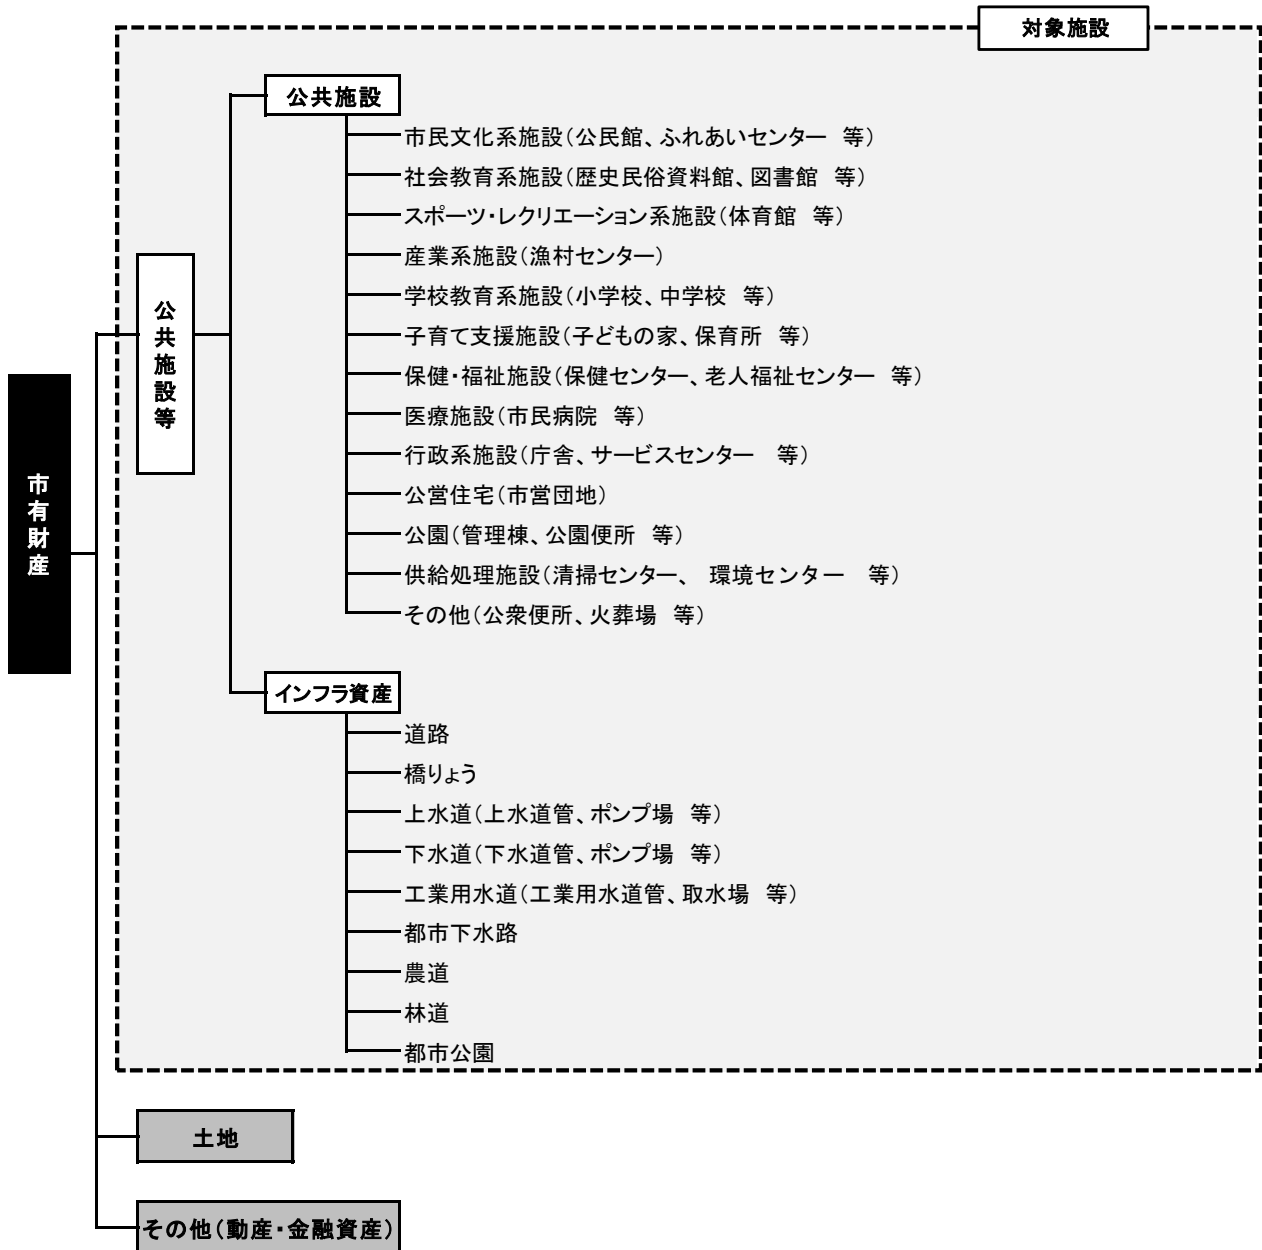 対象施設
公共施設
市民文化系施設（公民館、ふれあいセンター　等）
社会教育系施設（歴史民俗資料館、図書館　等）
スポーツ・レクリエーション系施設（体育館　等）
産業系施設（漁村センター）
学校教育系施設（小学校、中学校　等）
子育て支援施設（子どもの家、保育所　等）
保健・福祉施設（保健センター、老人福祉センター　等）
医療施設（市民病院　等）
行政系施設（庁舎、サービスセンター　等）
公営住宅（市営団地）
公園（管理棟、公園便所　等）
供給処理施設（清掃センター、　環境センター　等）
その他（公衆便所、火葬場　等）
公共施設等
市有財産
インフラ資産
道路
橋りょう
上水道（上水道管、ポンプ場　等）
下水道（下水道管、ポンプ場　等）
工業用水道（工業用水道管、取水場　等）
都市下水路
農道
林道
都市公園
土地
その他（動産・金融資産）